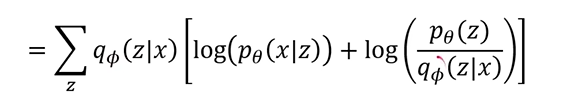 = ∑_z q_ϕ(z|x) [log(p_θ(x|z)) + log(p_θ(z) / q_ϕ(z|x))]